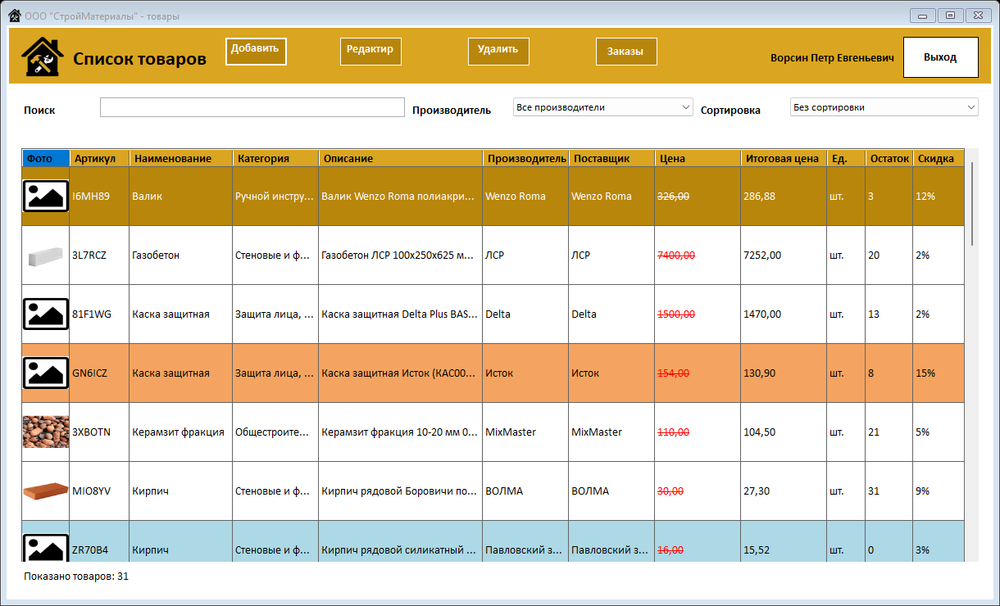 ООО "СтройМатериалы" - товары
Список товаров
Добавить
Редактир
Удалить
Заказы
Ворсин Петр Евгеньевич
Выход
Поиск
Производитель
Все производители
Сортировка
Без сортировки
Фото Артикул Наименование Категория Описание Производитель Поставщик Цена Итоговая цена Ед. Остаток Скидка
I6MH89 Валик Ручной инстру... Валик Wenzo Roma полиакри... Wenzo Roma Wenzo Roma 326,00 286,88 шт. 3 12%
3L7RCZ Газобетон Стеновые и ф... Газобетон ЛСР 100х250х625 м... ЛСР ЛСР 7400,00 7252,00 шт. 20 2%
81F1WG Каска защитная Защита лица, ... Каска защитная Delta Plus BAS... Delta Delta 1500,00 1470,00 шт. 13 2%
GN6ICZ Каска защитная Защита лица, ... Каска защитная Исток (КАС00... Исток Исток 154,00 130,90 шт. 8 15%
3XBOTN Керамзит фракция Общестроите... Керамзит фракция 10-20 мм 0... MixMaster MixMaster 110,00 104,50 шт. 21 5%
MIO8YV Кирпич Стеновые и ф... Кирпич рядовой Боровичи по... ВОЛМА ВОЛМА 30,00 27,30 шт. 31 9%
ZR70B4 Кирпич Стеновые и ф... Кирпич рядовой силикатный ... Павловский з... Павловский з... 16,00 15,52 шт. 0 3%
Показано товаров: 31